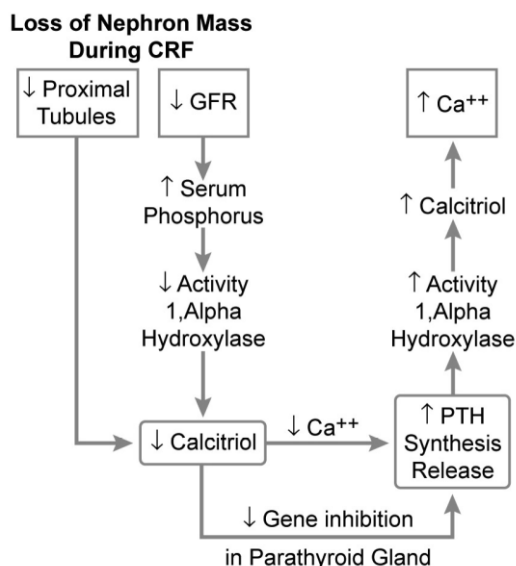 Loss of Nephron Mass
During CRF
↓ Proximal
Tubules
↓ GFR
↑ Serum
Phosphorus
↓ Activity
1,Alpha
Hydroxylase
↓ Calcitriol
↓ Ca++
↑ PTH
Synthesis
Release
↓ Gene inhibition
in Parathyroid Gland
↑ Activity
1,Alpha
Hydroxylase
↑ Calcitriol
↑ Ca++